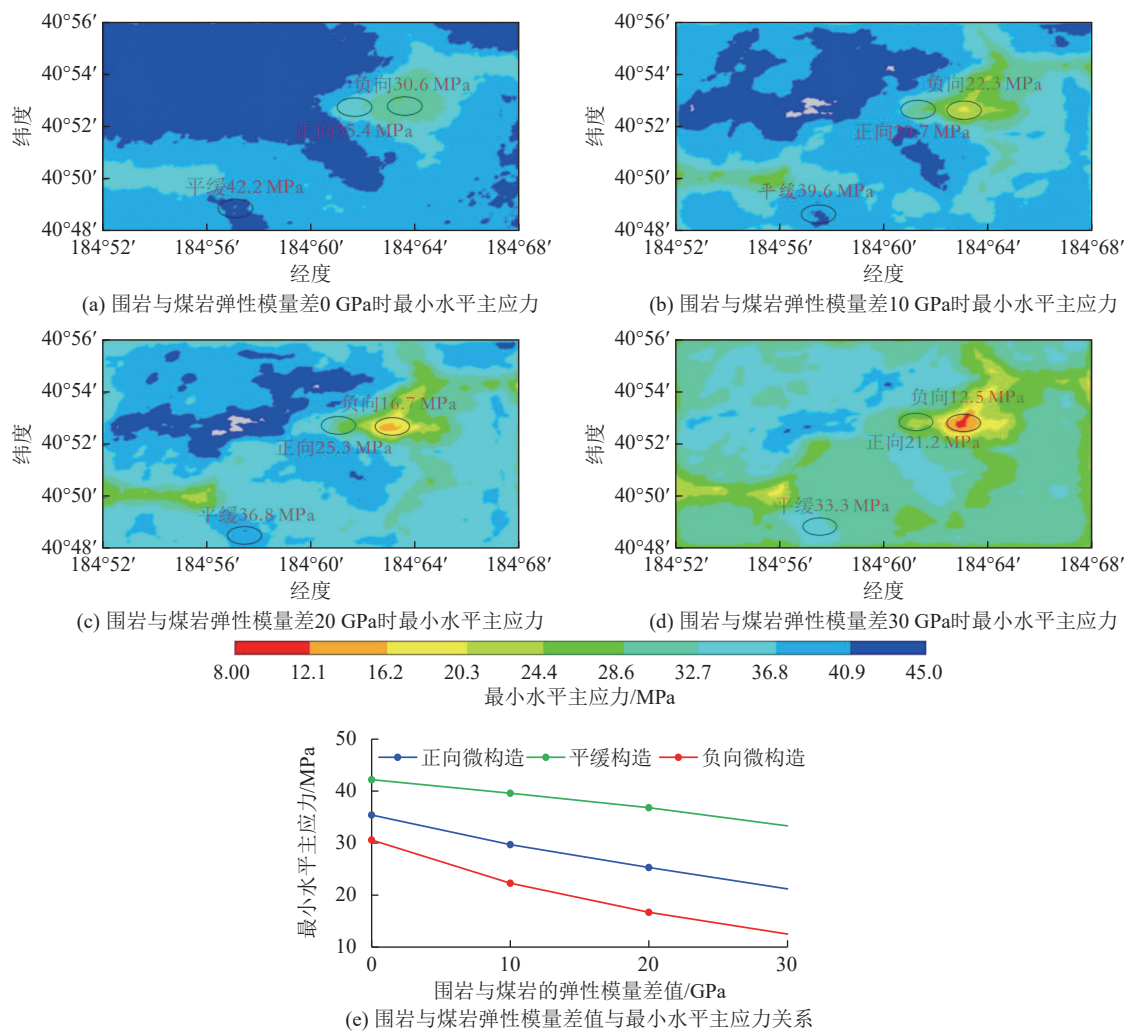 40°56′
40°54′
40°52′
40°50′
40°48′
纬度
负向30.6 MPa
正向35.4 MPa
平缓42.2 MPa
184°52′ 184°56′ 184°60′ 184°64′ 184°68′
经度
(a) 围岩与煤岩弹性模量差0 GPa时最小水平主应力
40°56′
40°54′
40°52′
40°50′
40°48′
纬度
负向22.3 MPa
正向29.7 MPa
平缓39.6 MPa
184°52′ 184°56′ 184°60′ 184°64′ 184°68′
经度
(b) 围岩与煤岩弹性模量差10 GPa时最小水平主应力
40°56′
40°54′
40°52′
40°50′
40°48′
纬度
负向16.7 MPa
正向25.3 MPa
平缓36.8 MPa
184°52′ 184°56′ 184°60′ 184°64′ 184°68′
经度
(c) 围岩与煤岩弹性模量差20 GPa时最小水平主应力
40°56′
40°54′
40°52′
40°50′
40°48′
纬度
负向12.5 MPa
正向21.2 MPa
平缓33.3 MPa
184°52′ 184°56′ 184°60′ 184°64′ 184°68′
经度
(d) 围岩与煤岩弹性模量差30 GPa时最小水平主应力
8.00 12.1 16.2 20.3 24.4 28.6 32.7 36.8 40.9 45.0
最小水平主应力/MPa
50
40
30
20
10
最小水平主应力/MPa
正向微构造 平缓构造 负向微构造
0 10 20 30
围岩与煤岩的弹性模量差值/GPa
(e) 围岩与煤岩弹性模量差值与最小水平主应力关系